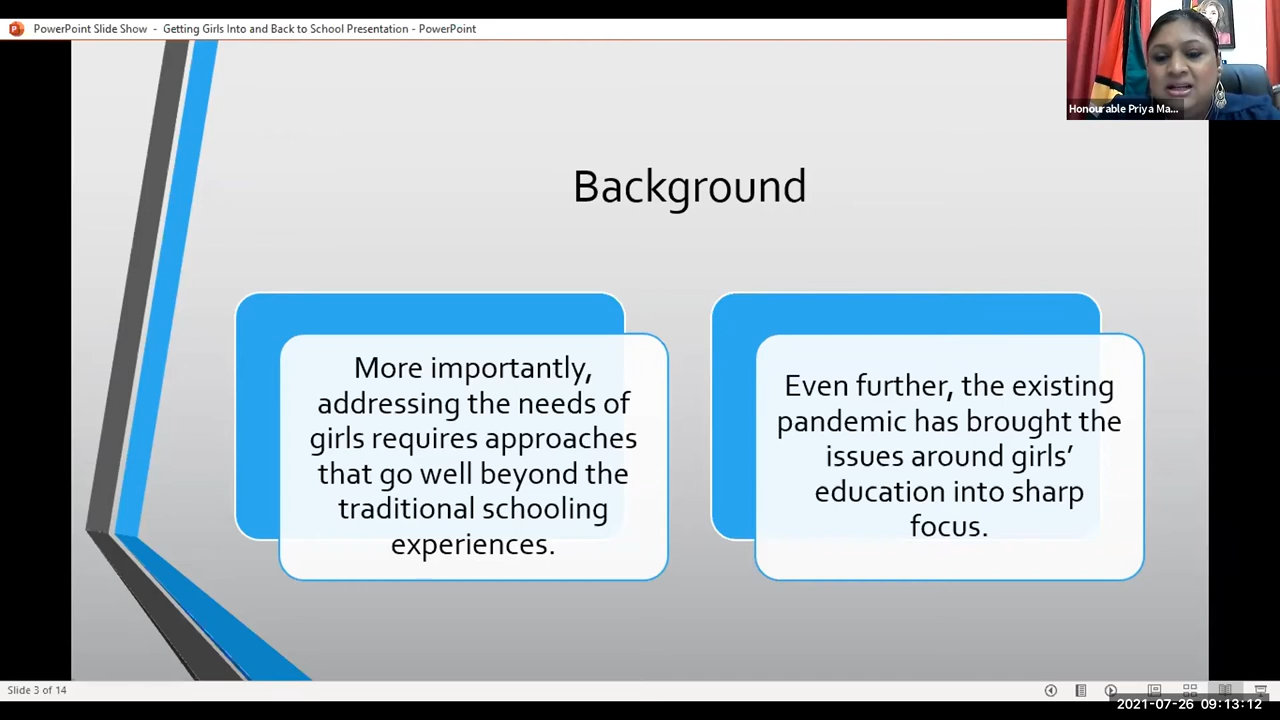 PowerPoint Slide Show - Getting Girls Into and Back to School Presentation - PowerPoint
Honourable Priya Ma...
Background
More importantly,
addressing the needs of
girls requires approaches
that go well beyond the
traditional schooling
experiences.
Even further, the existing
pandemic has brought the
issues around girls’
education into sharp
focus.
Slide 3 of 14
2021-07-26 09:13:12